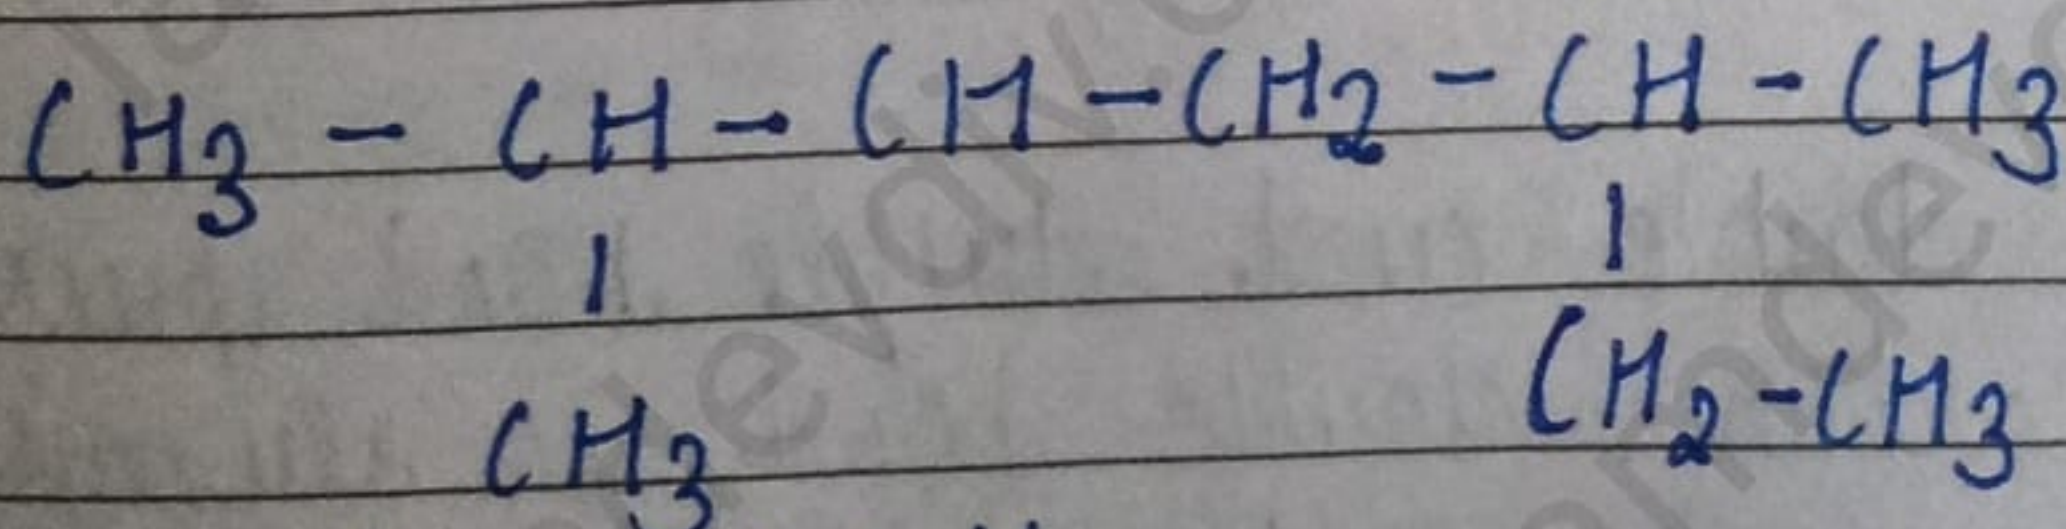 CH3 - CH - CH - CH2 - CH - CH3
| |
CH3 CH2 - CH3